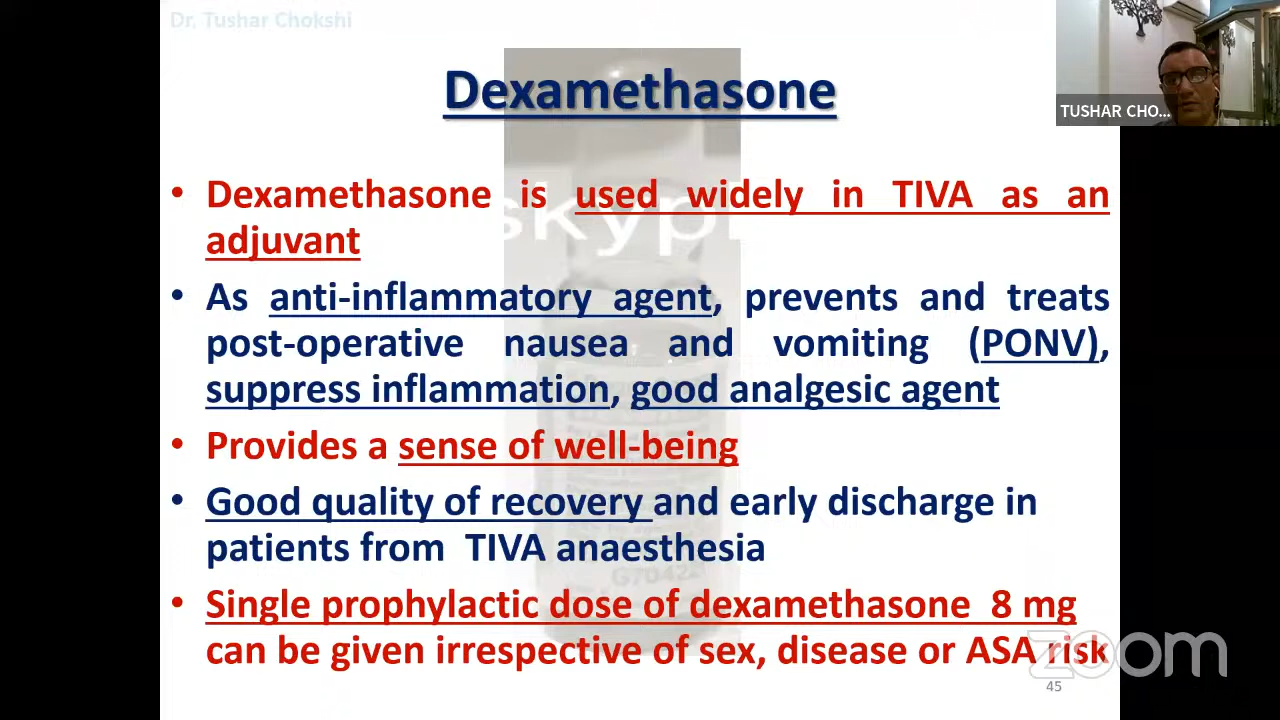 Dr. Tushar Chokshi
Dexamethasone
TUSHAR CHO...
• Dexamethasone is used widely in TIVA as an
adjuvant
• As anti-inflammatory agent, prevents and treats
post-operative nausea and vomiting (PONV),
suppress inflammation, good analgesic agent
• Provides a sense of well-being
• Good quality of recovery and early discharge in
patients from TIVA anaesthesia
• Single prophylactic dose of dexamethasone 8 mg
can be given irrespective of sex, disease or ASA risk
zoom
45